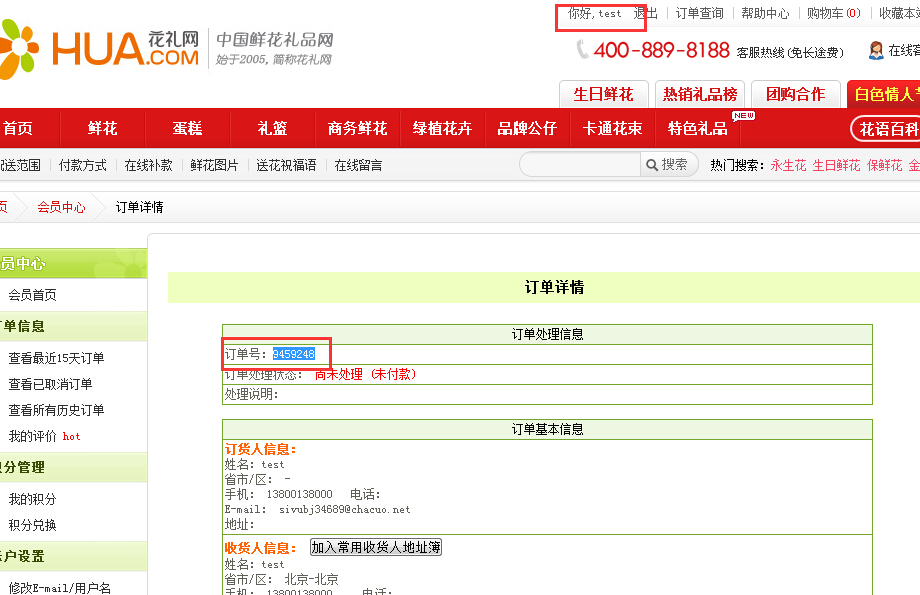 你好,test 退出 订单查询 帮助中心 购物车(0) 收藏本
HUA.COM 花礼网 中国鲜花礼品网
始于2005, 简称花礼网
400-889-8188 客服热线(免长途费) 在线
生日鲜花 热销礼品榜 团购合作 白色情人
首页 鲜花 蛋糕 礼篮 商务鲜花 绿植花卉 品牌公仔 卡通花束 特色礼品 NEW 花语百科
配送范围 付款方式 在线补款 鲜花图片 送花祝福语 在线留言 搜索 热门搜索: 永生花 生日鲜花 保鲜花 金
页 会员中心 订单详情
员中心
会员首页
订单详情
单信息
订单处理信息
查看最近15天订单
订单号: 9459248
订单处理状态: 尚未处理 (未付款)
查看已取消订单
处理说明:
查看所有历史订单
我的评价 hot
订单基本信息
订货人信息:
姓名: test
积分管理
省市/区: -
我的积分
手机: 13800138000 电话:
E-mail: sivubj34689@chacuo.net
积分兑换
地址:
收货人信息: 加入常用收货人地址簿
账户设置
姓名: test
省市/区: 北京-北京
修改E-mail/用户名
手机: 13800138000 电话: